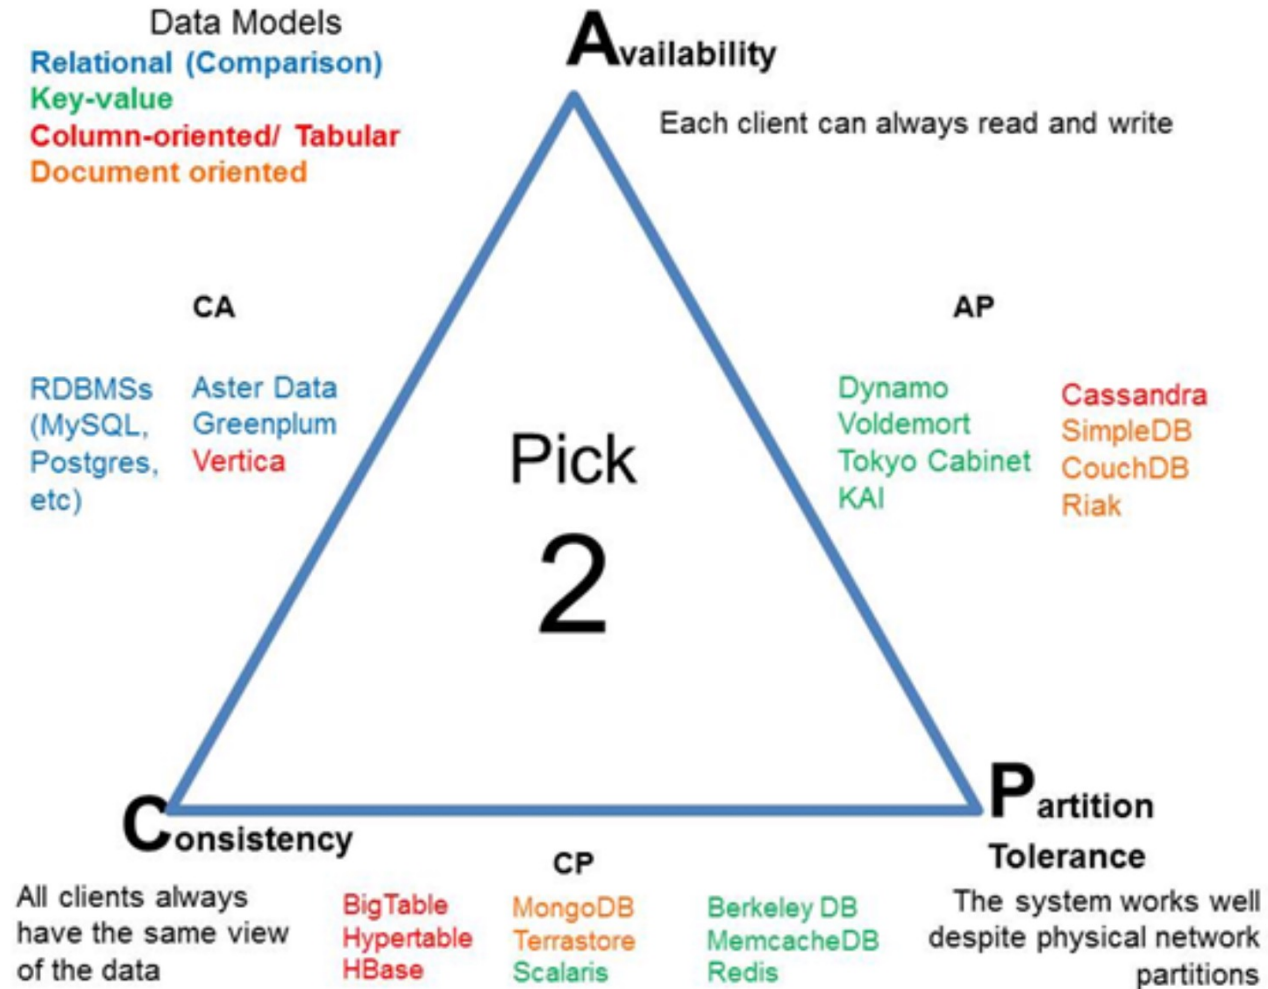 Data Models
Relational (Comparison)
Key-value
Column-oriented/ Tabular
Document oriented
Availability
Each client can always read and write
CA
RDBMSs
(MySQL,
Postgres,
etc)
Aster Data
Greenplum
Vertica
Pick
2
AP
Dynamo
Voldemort
Tokyo Cabinet
KAI
Cassandra
SimpleDB
CouchDB
Riak
Consistency
All clients always
have the same view
of the data
CP
BigTable
Hypertable
HBase
MongoDB
Terrastore
Scalaris
Berkeley DB
MemcacheDB
Redis
Partition
Tolerance
The system works well
despite physical network
partitions